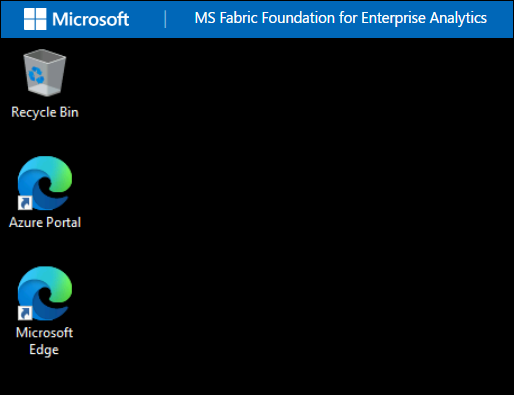 Microsoft | MS Fabric Foundation for Enterprise Analytics
Recycle Bin
Azure Portal
Microsoft
Edge